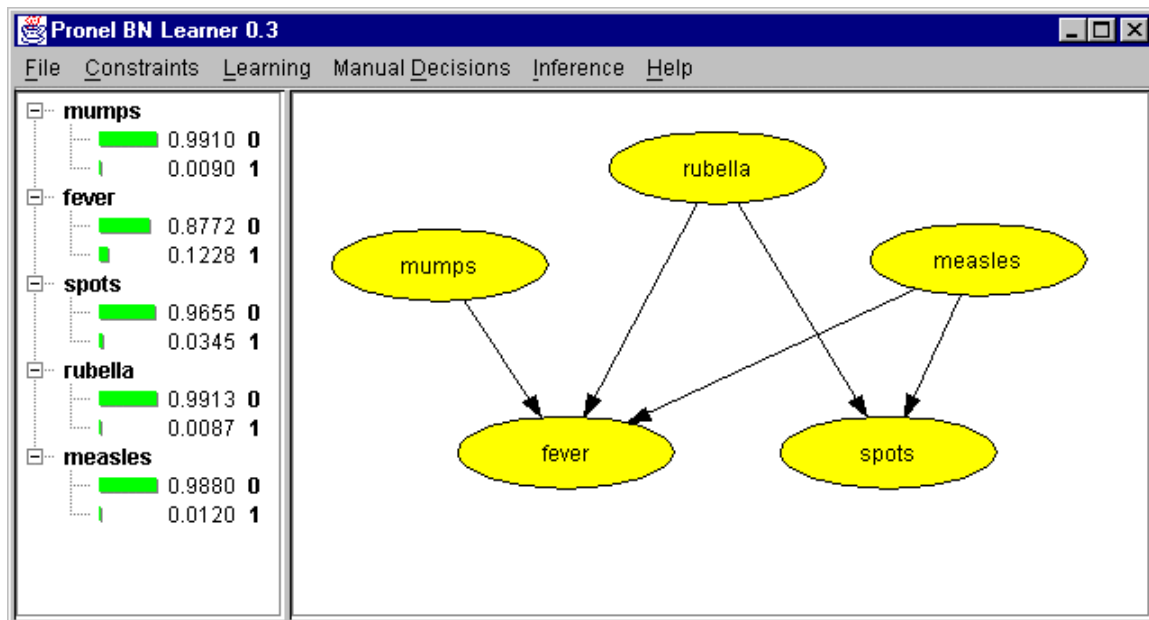 Pronel BN Learner 0.3
File Constraints Learning Manual Decisions Inference Help
mumps
0.9910 0
0.0090 1
fever
0.8772 0
0.1228 1
spots
0.9655 0
0.0345 1
rubella
0.9913 0
0.0087 1
measles
0.9880 0
0.0120 1
rubella
mumps
measles
fever
spots